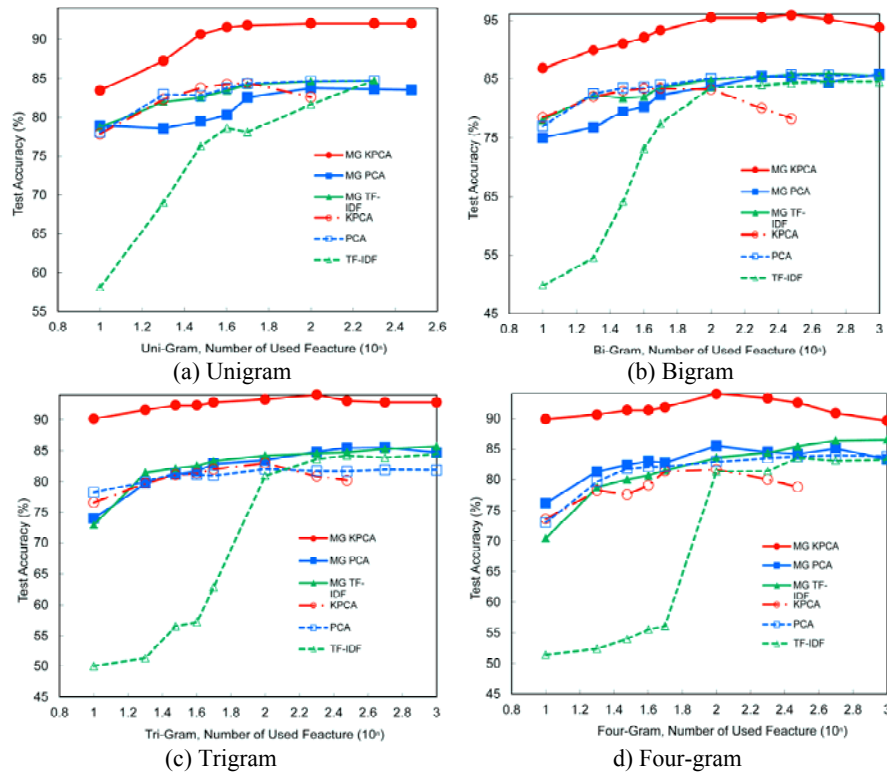 90
85
80
75
70
65
60
55
Test Accuracy (%)
MG KPCA
MG PCA
MG TF-
IDF
KPCA
PCA
TF-IDF
0.8 1 1.2 1.4 1.6 1.8 2 2.2 2.4 2.6
Uni-Gram, Number of Used Feacture (10ⁿ)
(a) Unigram
95
85
75
65
55
45
Test Accuracy (%)
MG KPCA
MG PCA
MG TF-
IDF
KPCA
PCA
TF-IDF
0.8 1 1.2 1.4 1.6 1.8 2 2.2 2.4 2.6 2.8 3
Bi-Gram, Number of Used Feacture (10ⁿ)
(b) Bigram
90
85
80
75
70
65
60
55
50
45
Test Accuracy (%)
MG KPCA
MG PCA
MG TF-
IDF
KPCA
PCA
TF-IDF
0.8 1 1.2 1.4 1.6 1.8 2 2.2 2.4 2.6 2.8 3
Tri-Gram, Number of Used Feacture (10ⁿ)
(c) Trigram
95
90
85
80
75
70
65
60
55
50
45
Test Accuracy (%)
MG KPCA
MG PCA
MG TF-
IDF
KPCA
PCA
TF-IDF
0.8 1 1.2 1.4 1.6 1.8 2 2.2 2.4 2.6 2.8 3
Four-Gram, Number of Used Feacture (10ⁿ)
d) Four-gram